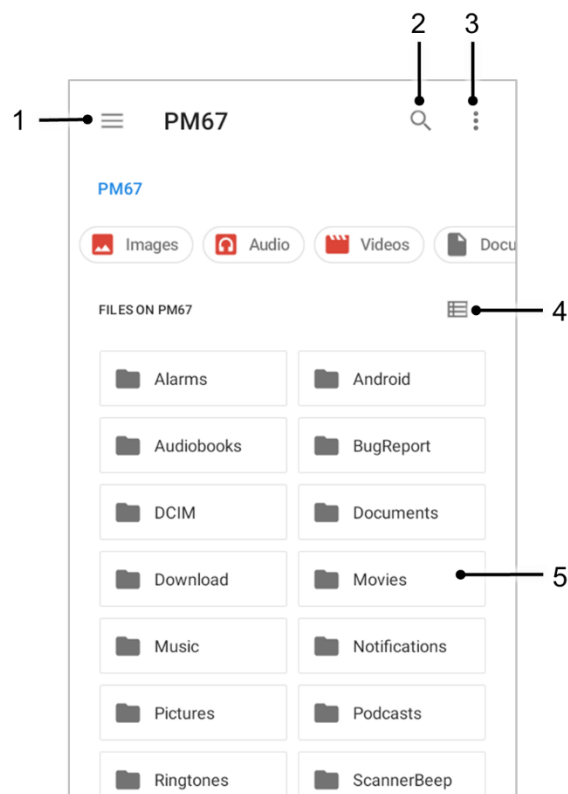 2 3
1 PM67
PM67
Images Audio Videos Docu
FILES ON PM67 4
Alarms Android
Audiobooks BugReport
DCIM Documents
Download Movies 5
Music Notifications
Pictures Podcasts
Ringtones ScannerBeep